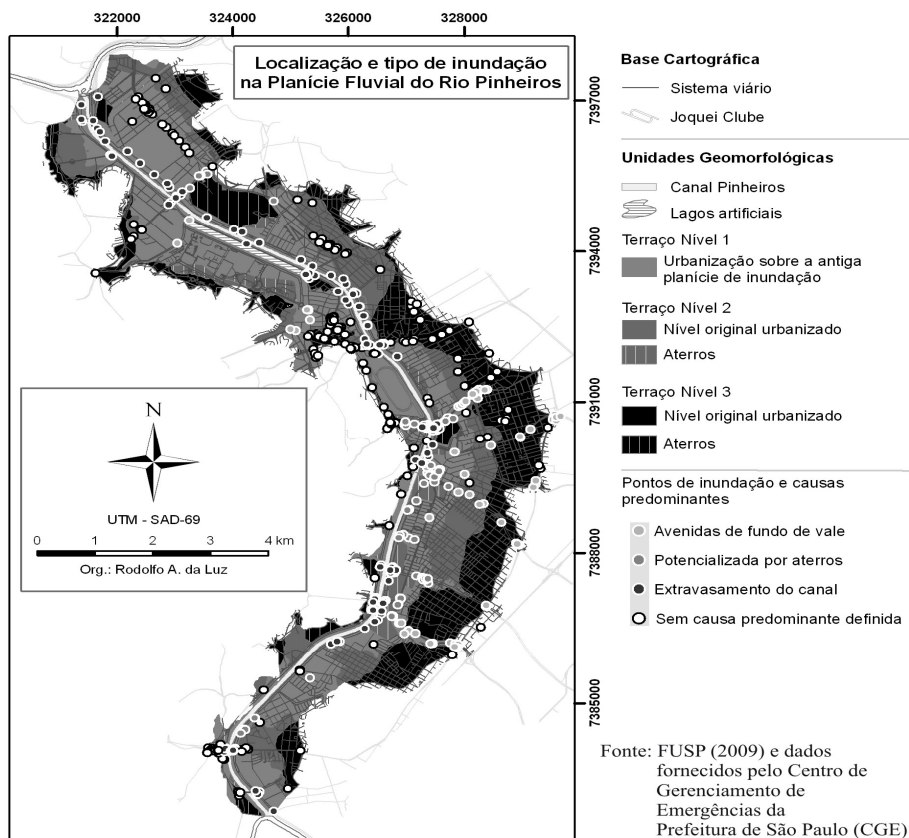 322000 324000 326000 328000
Localização e tipo de inundação
na Planície Fluvial do Rio Pinheiros
7397000
7394000
7391000
7388000
7385000
N
UTM - SAD-69
0 1 2 3 4 km
Org.: Rodolfo A. da Luz
Base Cartográfica
Sistema viário
Joquei Clube
Unidades Geomorfológicas
Canal Pinheiros
Lagos artificiais
Terraço Nível 1
Urbanização sobre a antiga
planície de inundação
Terraço Nível 2
Nível original urbanizado
Aterros
Terraço Nível 3
Nível original urbanizado
Aterros
Pontos de inundação e causas
predominantes
Avenidas de fundo de vale
Potencializada por aterros
Extravasamento do canal
Sem causa predominante definida
Fonte: FUSP (2009) e dados
fornecidos pelo Centro de
Gerenciamento de
Emergências da
Prefeitura de São Paulo (CGE)